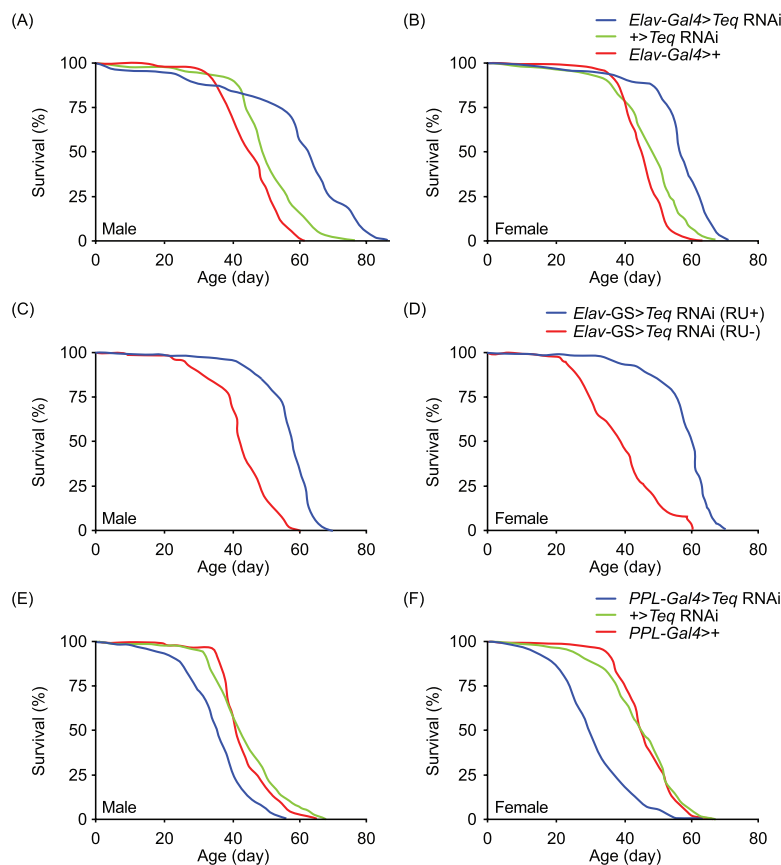 (A)
(B)
Elav-Gal4>Teq RNAi
+>Teq RNAi
Elav-Gal4>+
100
75
50
25
0
Survival (%)
Male
0 20 40 60 80
Age (day)
100
75
50
25
0
Survival (%)
Female
0 20 40 60 80
Age (day)
(C)
(D)
Elav-GS>Teq RNAi (RU+)
Elav-GS>Teq RNAi (RU-)
100
75
50
25
0
Survival (%)
Male
0 20 40 60 80
Age (day)
100
75
50
25
0
Survival (%)
Female
0 20 40 60 80
Age (day)
(E)
(F)
PPL-Gal4>Teq RNAi
+>Teq RNAi
PPL-Gal4>+
100
75
50
25
0
Survival (%)
Male
0 20 40 60 80
Age (day)
100
75
50
25
0
Survival (%)
Female
0 20 40 60 80
Age (day)